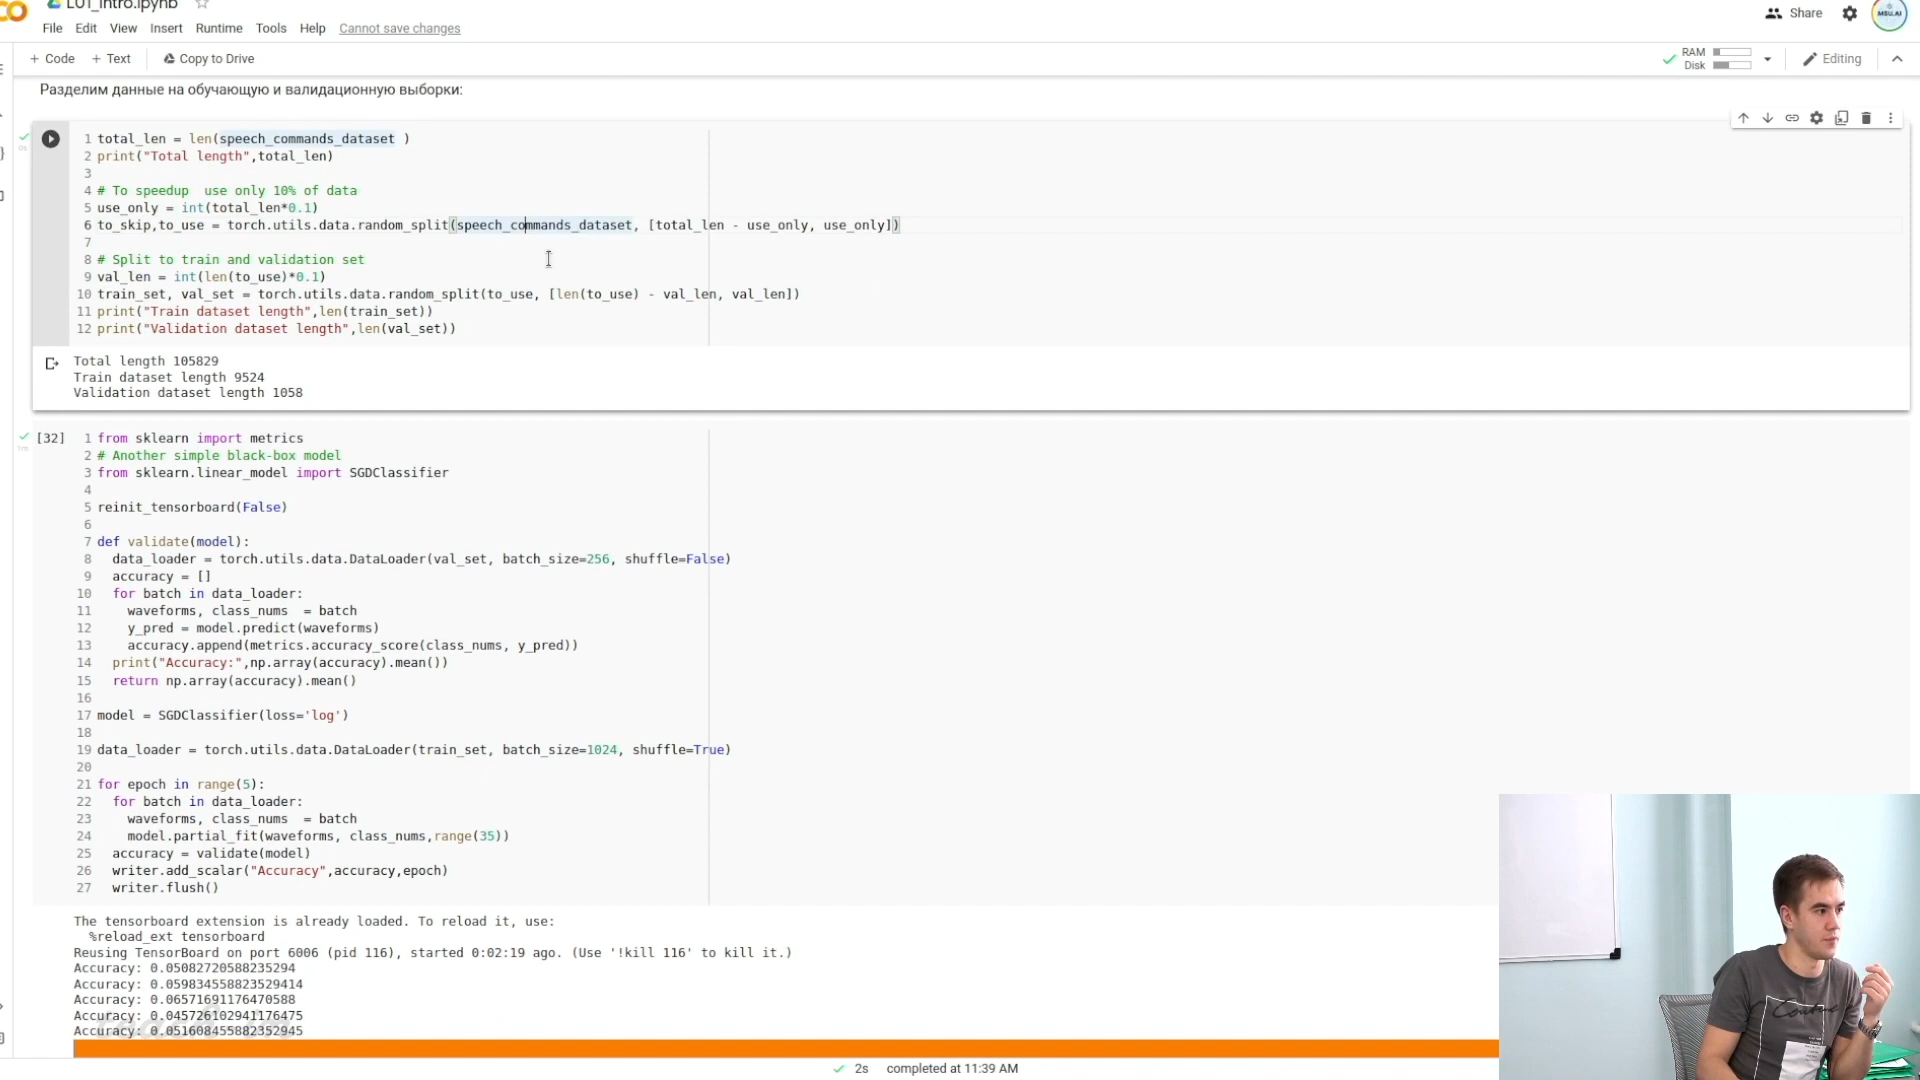 L01_Intro.ipynb
File Edit View Insert Runtime Tools Help Cannot save changes
Share
MSU.AI
+ Code + Text Copy to Drive
RAM
Disk
Editing
Разделим данные на обучающую и валидационную выборки:
1 total_len = len(speech_commands_dataset )
2 print("Total length",total_len)
3
4 # To speedup  use only 10% of data
5 use_only = int(total_len*0.1)
6 to_skip,to_use = torch.utils.data.random_split(speech_commands_dataset, [total_len - use_only, use_only])
7
8 # Split to train and validation set
9 val_len = int(len(to_use)*0.1)
10 train_set, val_set = torch.utils.data.random_split(to_use, [len(to_use) - val_len, val_len])
11 print("Train dataset length",len(train_set))
12 print("Validation dataset length",len(val_set))
Total length 105829
Train dataset length 9524
Validation dataset length 1058
[32]
1 from sklearn import metrics
2 # Another simple black-box model
3 from sklearn.linear_model import SGDClassifier
4
5 reinit_tensorboard(False)
6
7 def validate(model):
8   data_loader = torch.utils.data.DataLoader(val_set, batch_size=256, shuffle=False)
9   accuracy = []
10   for batch in data_loader:
11     waveforms, class_nums  = batch
12     y_pred = model.predict(waveforms)
13     accuracy.append(metrics.accuracy_score(class_nums, y_pred))
14   print("Accuracy:",np.array(accuracy).mean())
15   return np.array(accuracy).mean()
16
17 model = SGDClassifier(loss='log')
18
19 data_loader = torch.utils.data.DataLoader(train_set, batch_size=1024, shuffle=True)
20
21 for epoch in range(5):
22   for batch in data_loader:
23     waveforms, class_nums  = batch
24     model.partial_fit(waveforms, class_nums,range(35))
25   accuracy = validate(model)
26   writer.add_scalar("Accuracy",accuracy,epoch)
27   writer.flush()
The tensorboard extension is already loaded. To reload it, use:
%reload_ext tensorboard
Reusing TensorBoard on port 6006 (pid 116), started 0:02:19 ago. (Use '!kill 116' to kill it.)
Accuracy: 0.05082720588235294
Accuracy: 0.059834558823529414
Accuracy: 0.06571691176470588
Accuracy: 0.045726102941176475
Accuracy: 0.051608455882352945
2s completed at 11:39 AM